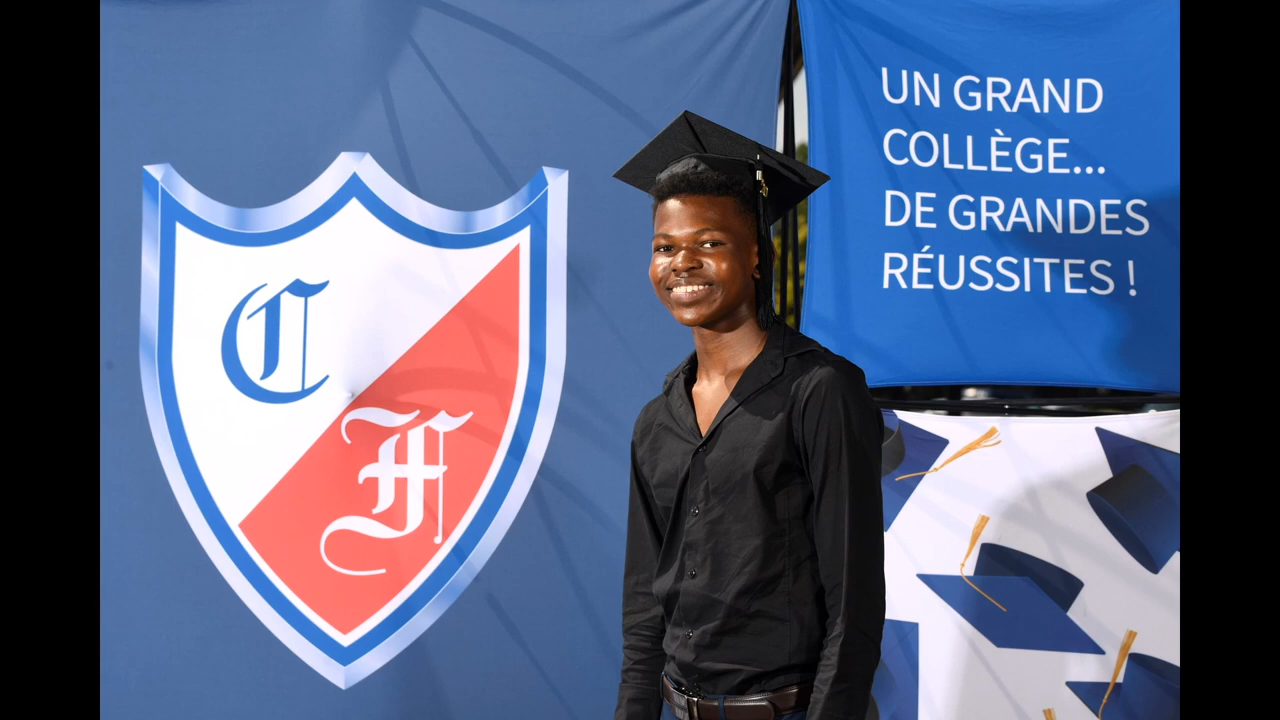 C
F
UN GRAND
COLLÈGE...
DE GRANDES
RÉUSSITES !